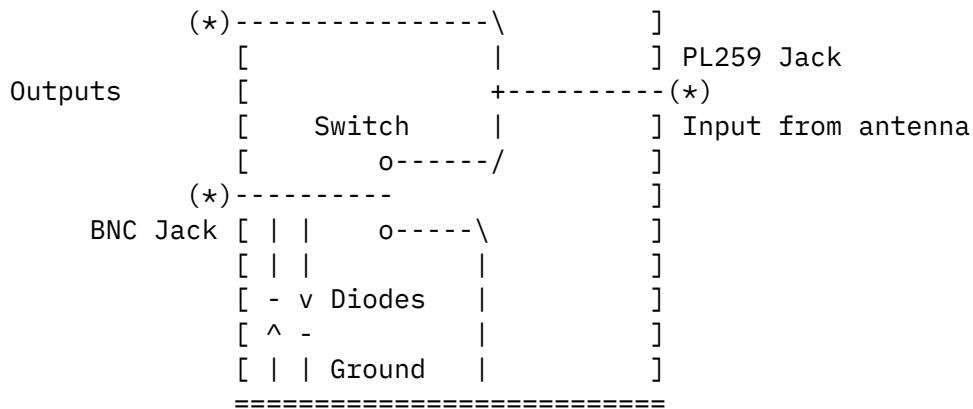 (*)----------------\         ]
[               |         ] PL259 Jack
Outputs       [               +----------(*)
[    Switch     |         ] Input from antenna
[        o------/         ]
(*)----------                ]
BNC Jack [ | |    o-----\          ]
[ | |          |          ]
[ - v Diodes   |          ]
[ ^ -          |          ]
[ | | Ground   |          ]
===========================